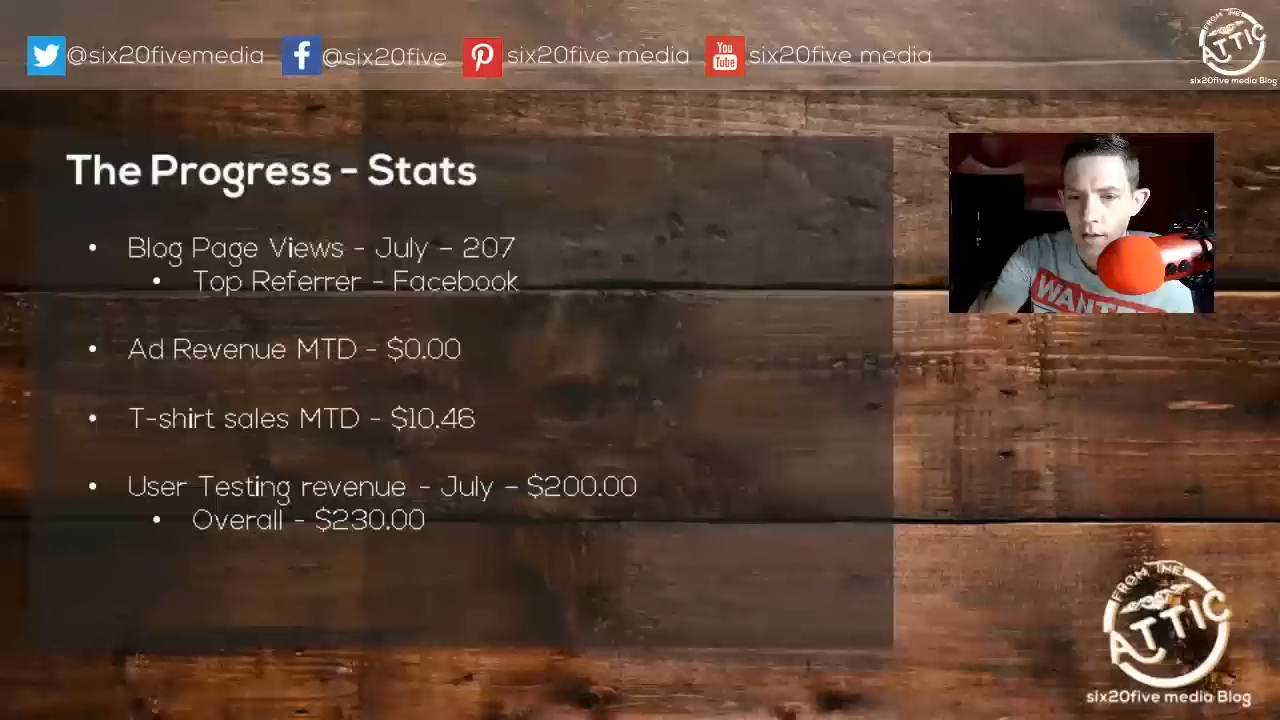 @six20fivemedia
@six20five
six20five media
You
Tube
six20five media
FROM THE
ATTIC
six20five media Blog
The Progress - Stats
• Blog Page Views - July - 207
• Top Referrer - Facebook
• Ad Revenue MTD - $0.00
• T-shirt sales MTD - $10.46
• User Testing revenue - July - $200.00
• Overall - $230.00
FROM THE
ATTIC
six20five media Blog